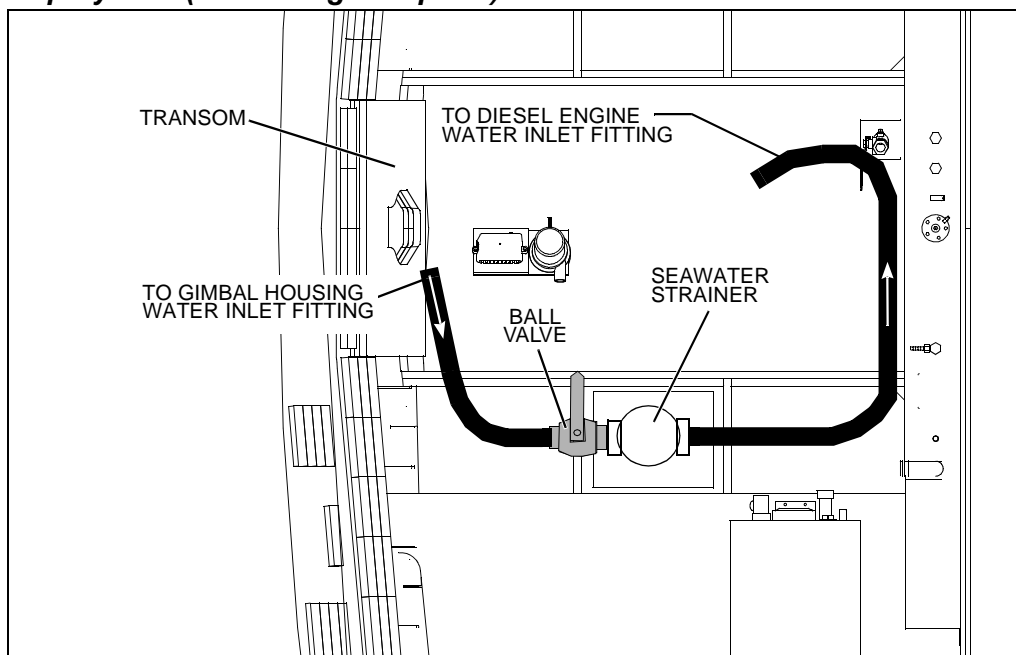 TRANSOM
TO DIESEL ENGINE
WATER INLET FITTING
TO GIMBAL HOUSING
WATER INLET FITTING
SEAWATER
STRAINER
BALL
VALVE